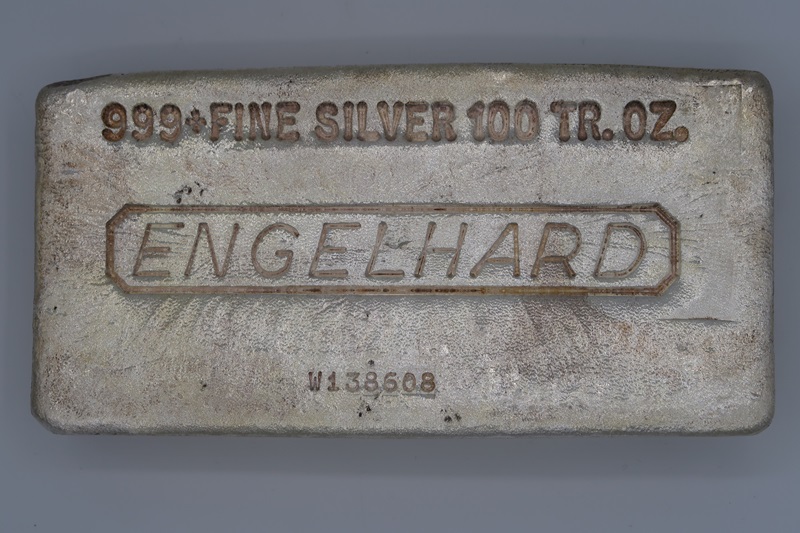 999+FINE SILVER 100 TR. OZ.
ENGELHARD
W138608